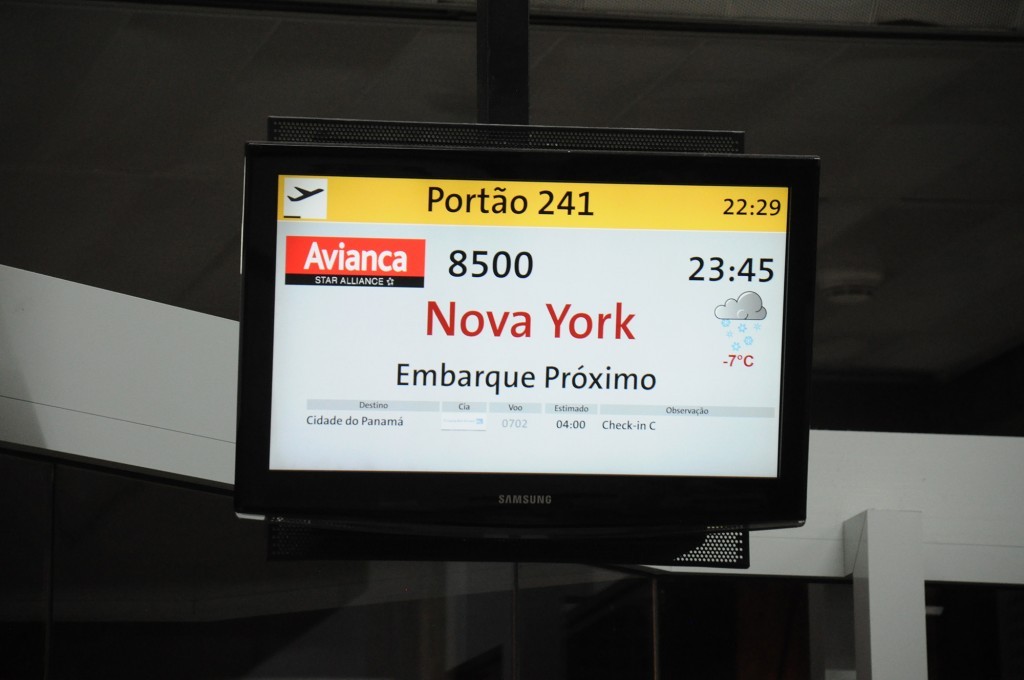 Portão 241 22:29
Avianca 8500 23:45
STAR ALLIANCE
Nova York
-7°C
Embarque Próximo
Destino Cia Voo Estimado Observação
Cidade do Panamá 0702 04:00 Check-in C
SAMSUNG